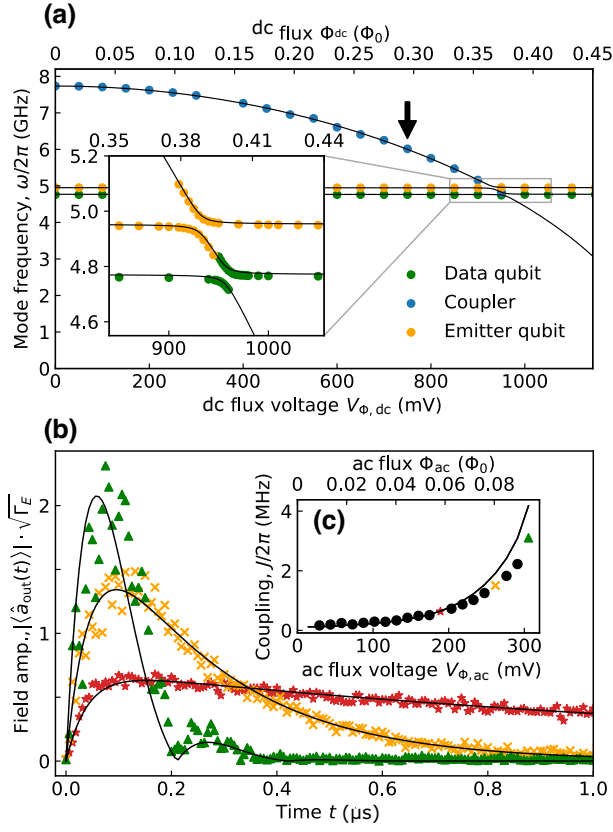 (a)
dc flux Φdc (Φ0)
0 0.05 0.10 0.15 0.20 0.25 0.30 0.35 0.40 0.45
Mode frequency, ω/2π (GHz)
8
7
6
5
4
3
2
1
0
0.35 0.38 0.41 0.44
5.2
5.0
4.8
4.6
900 1000
Data qubit
Coupler
Emitter qubit
0 200 400 600 800 1000
dc flux voltage VΦ,dc (mV)
(b)
Field amp., |⟨âout(t)⟩| · √ΓE
2
1
0
0.0 0.2 0.4 0.6 0.8 1.0
Time t (μs)
(c)
ac flux Φac (Φ0)
0 0.02 0.04 0.06 0.08
Coupling, J/2π (MHz)
4
2
0
0 100 200 300
ac flux voltage VΦ,ac (mV)